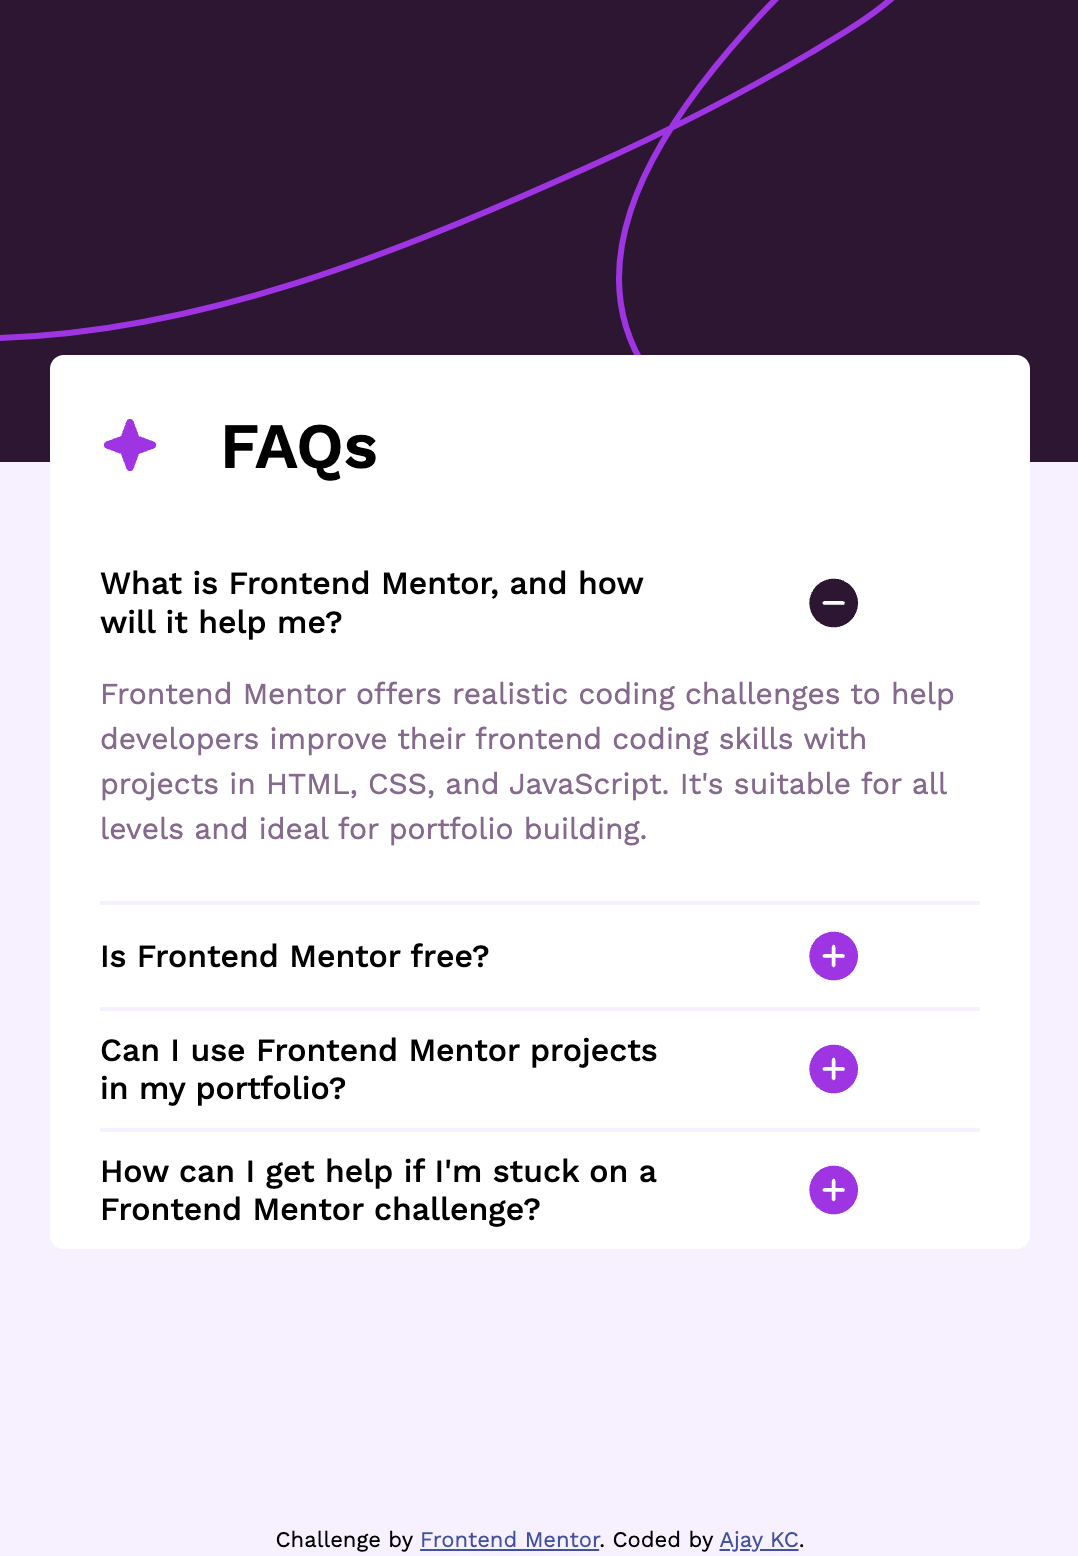 FAQs
What is Frontend Mentor, and how
will it help me?
Frontend Mentor offers realistic coding challenges to help
developers improve their frontend coding skills with
projects in HTML, CSS, and JavaScript. It's suitable for all
levels and ideal for portfolio building.
Is Frontend Mentor free?
Can I use Frontend Mentor projects
in my portfolio?
How can I get help if I'm stuck on a
Frontend Mentor challenge?
Challenge by Frontend Mentor. Coded by Ajay KC.